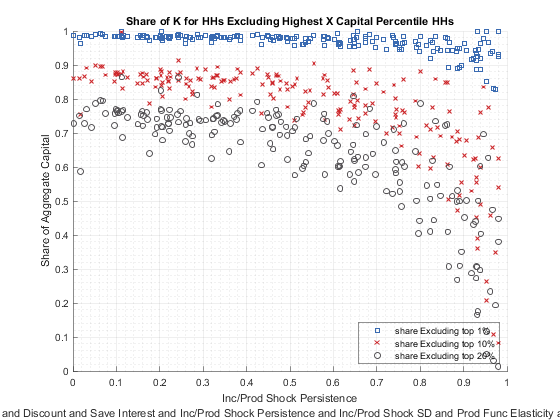 Share of K for HHs Excluding Highest X Capital Percentile HHs
1
0.9
0.8
0.7
0.6
0.5
0.4
0.3
0.2
0.1
0
Share of Aggregate Capital
share Excluding top 1%
share Excluding top 10%
share Excluding top 20%
0 0.1 0.2 0.3 0.4 0.5 0.6 0.7 0.8 0.9 1
Inc/Prod Shock Persistence
and Discount and Save Interest and Inc/Prod Shock Persistence and Inc/Prod Shock SD and Prod Func Elasticity a